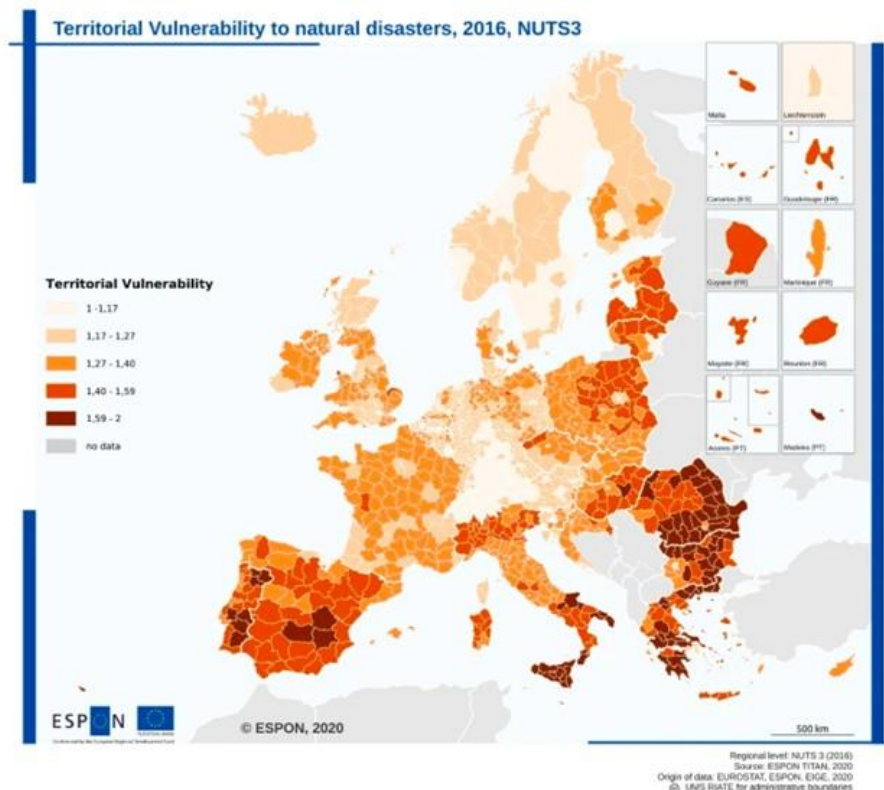 Territorial Vulnerability to natural disasters, 2016, NUTS3
Malta
Liechtenstein
Canarias (ES)
Guadeloupe (FR)
Guyane (FR)
Martinique (FR)
Mayotte (FR)
Reunion (FR)
Azores (PT)
Madeira (PT)
Territorial Vulnerability
1 -1,17
1,17 - 1,27
1,27 - 1,40
1,40 - 1,59
1,59 - 2
no data
ESPON
© ESPON, 2020
500 km
Regional level: NUTS 3 (2016)
Source: ESPON TITAN, 2020
Origin of data: EUROSTAT, ESPON, EIGE, 2020
UMS RIATE for administrative boundaries